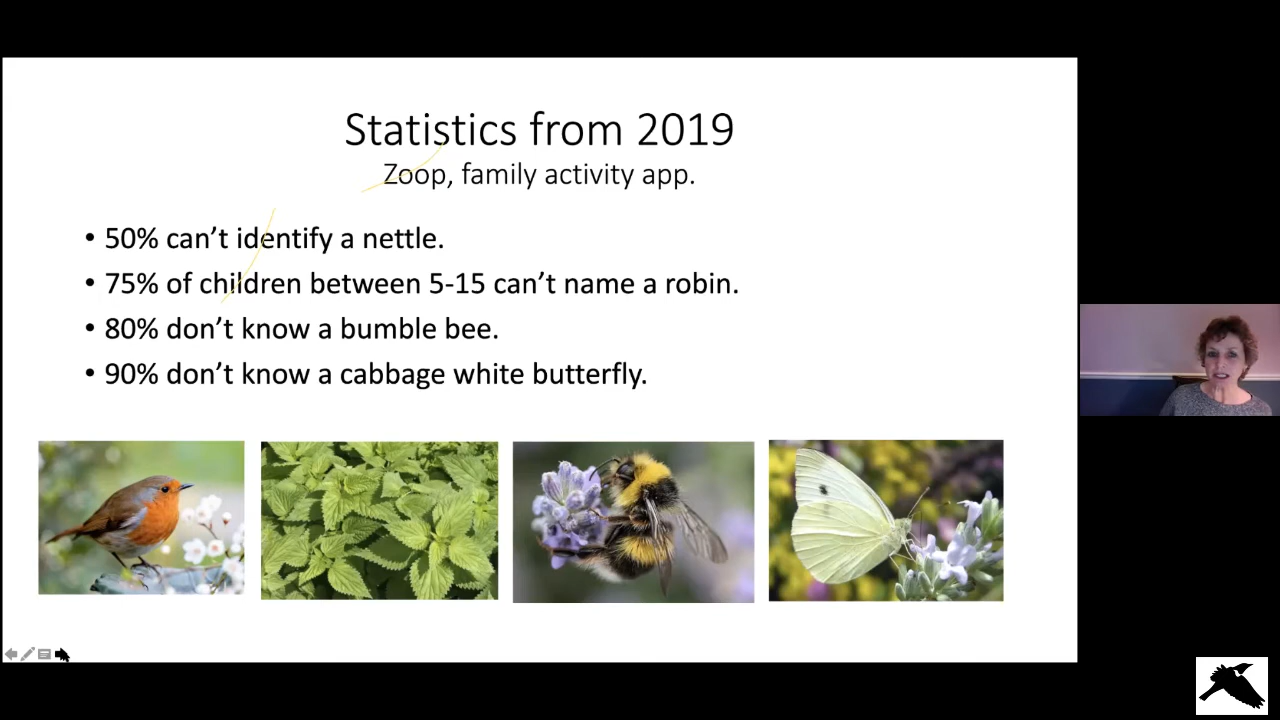 Statistics from 2019
Zoop, family activity app.
• 50% can’t identify a nettle.
• 75% of children between 5-15 can’t name a robin.
• 80% don’t know a bumble bee.
• 90% don’t know a cabbage white butterfly.